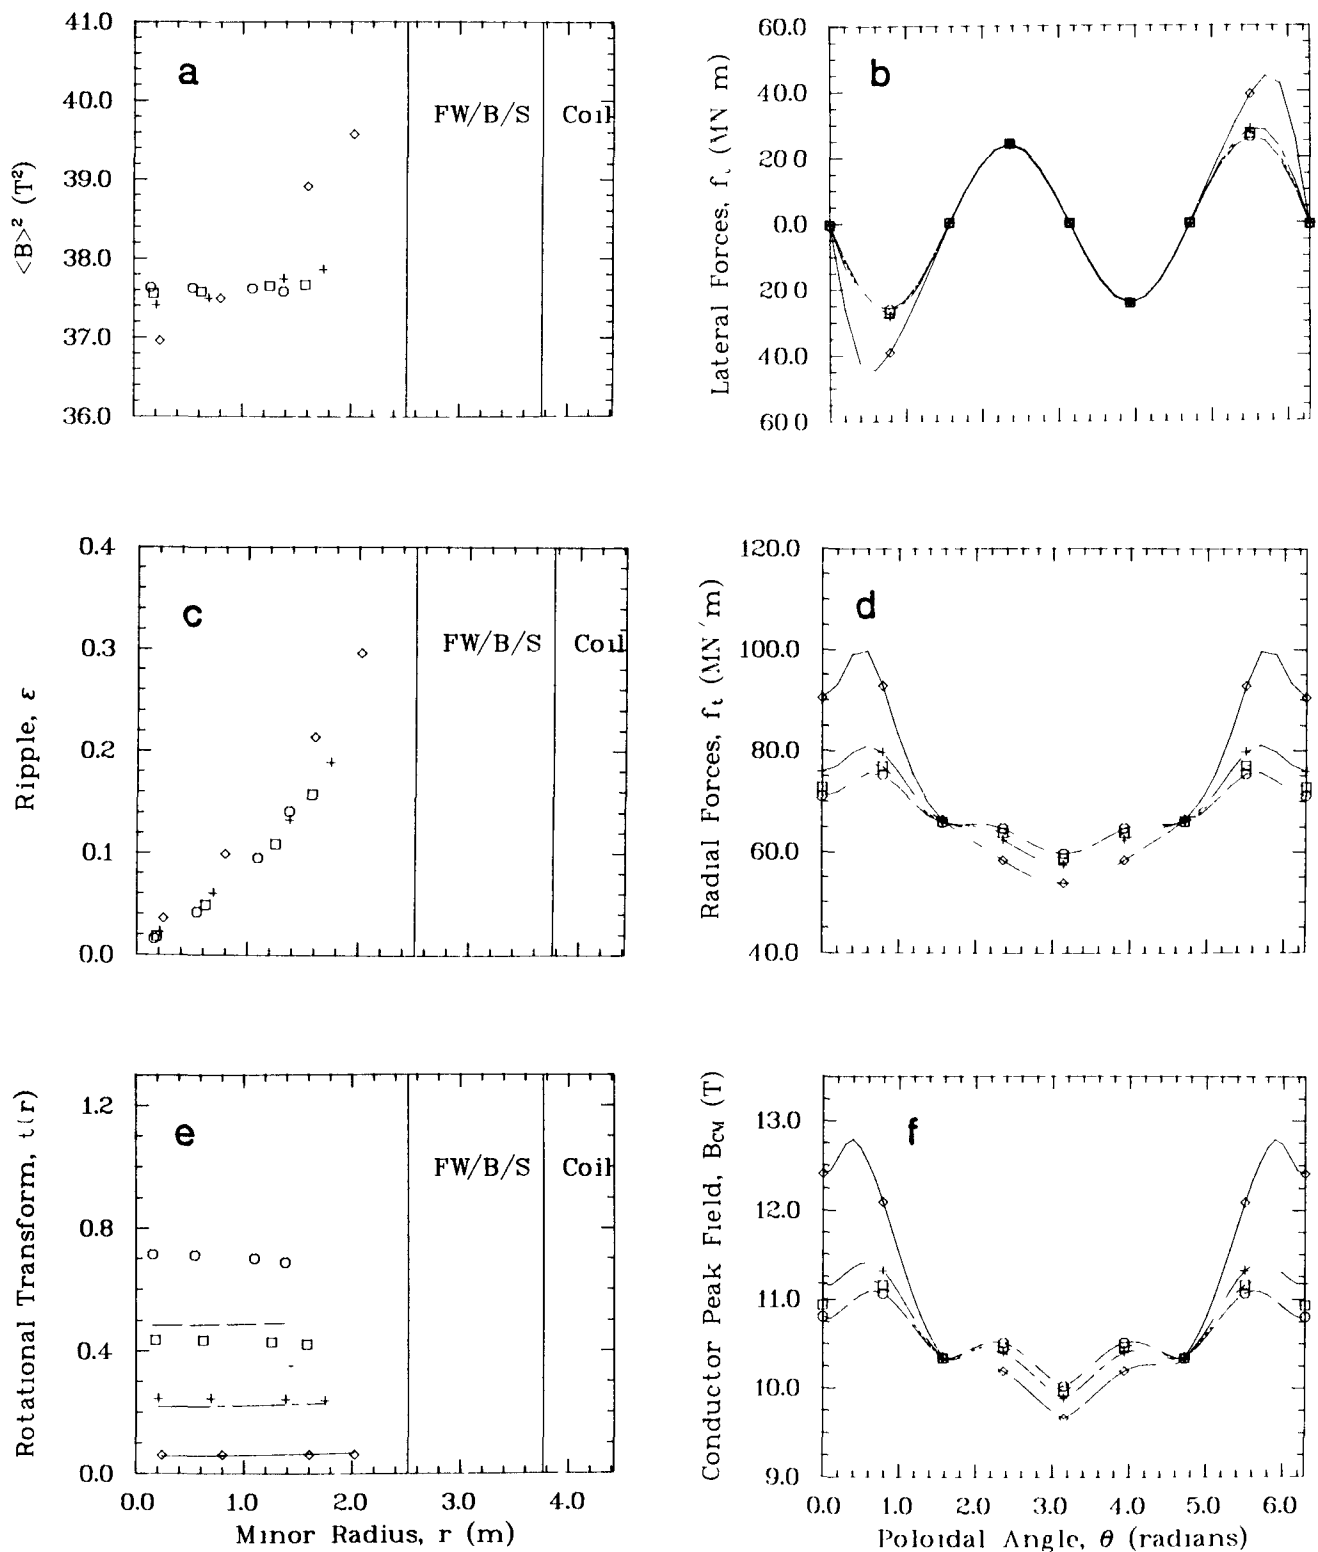 41.0
40.0
39.0
38.0
37.0
36.0
<B>² (T²)
a
FW/B/S
Coil
60.0
40.0
20.0
0.0
20.0
40.0
60 0
Lateral Forces, f (MN m)
b
0.4
0.3
0.2
0.1
0.0
Ripple, ε
c
FW/B/S
Coil
120.0
100.0
80.0
60.0
40.0
Radial Forces, fₜ (MN m)
d
1.2
0.8
0.4
0.0
Rotational Transform, ι(r)
e
FW/B/S
Coil
0.0
1.0
2.0
3.0
4.0
Minor Radius, r (m)
13.0
12.0
11.0
10.0
9.0
Conductor Peak Field, B_CM (T)
f
0.0
1.0
2.0
3.0
4.0
5.0
6.0
Poloidal Angle, θ (radians)